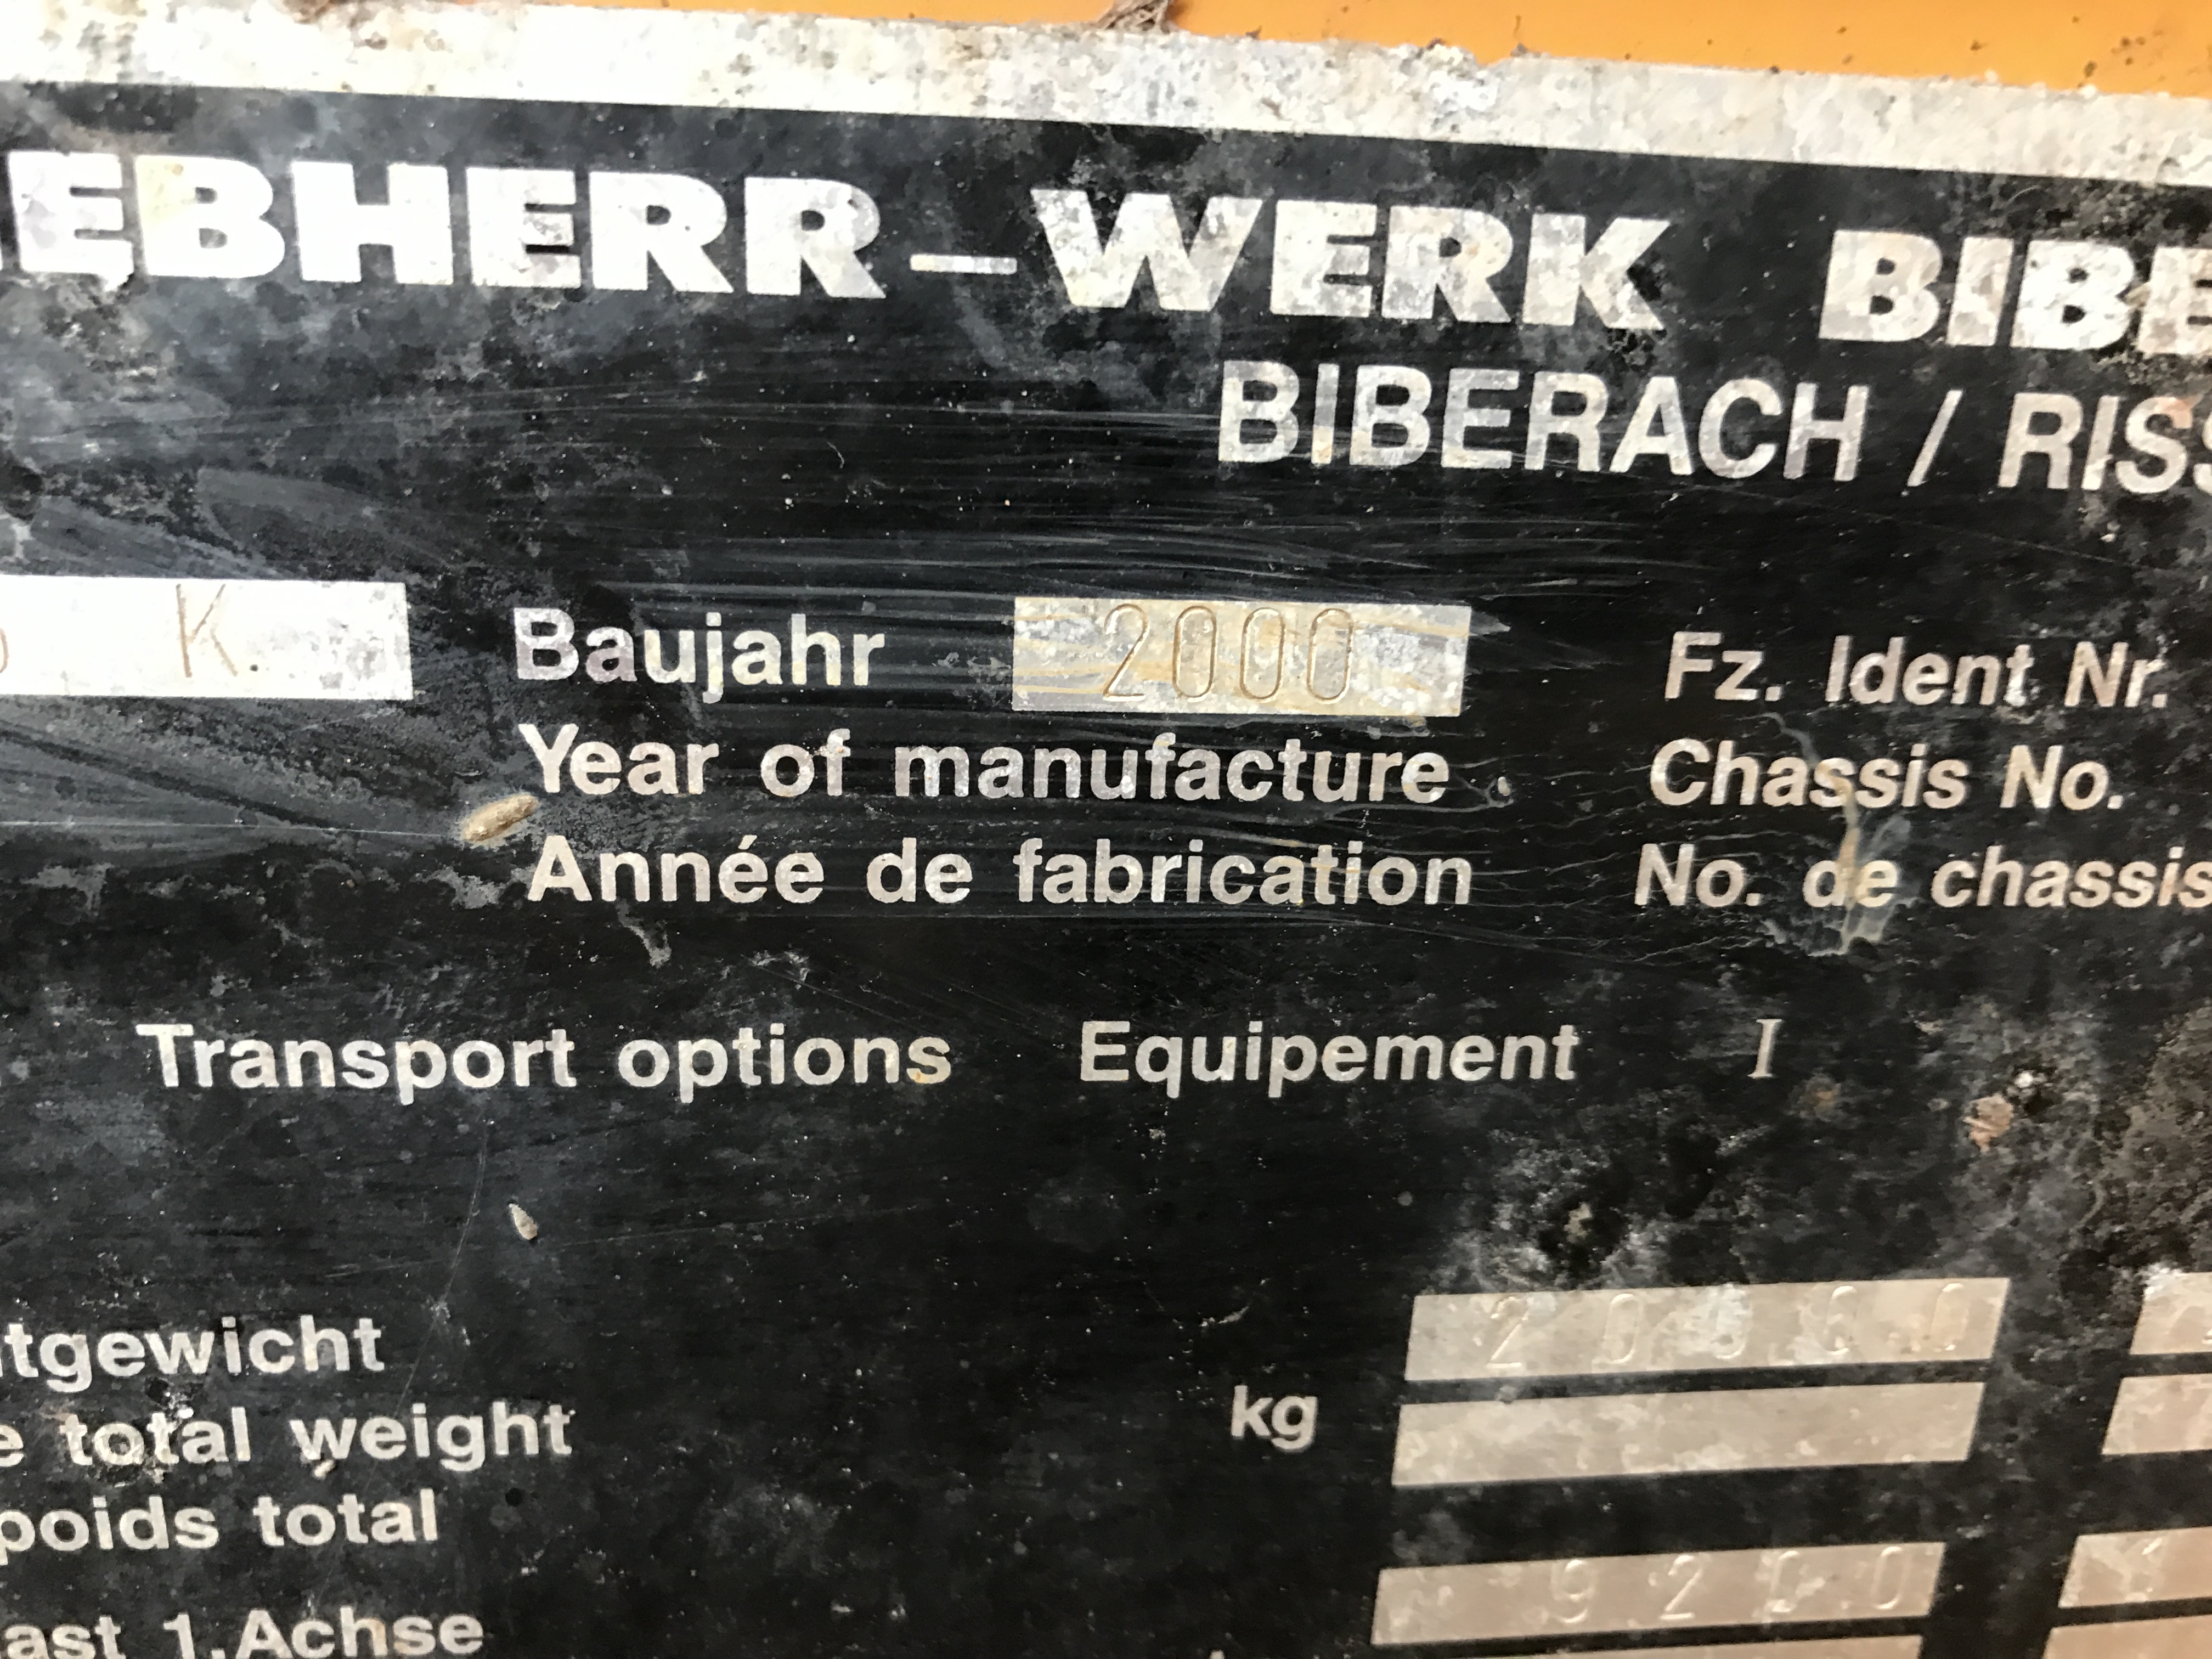 IEBHERR-WERK BIBE
BIBERACH / RISS
K Baujahr 2000 Fz. Ident Nr.
Year of manufacture Chassis No.
Année de fabrication No. de chassis
Transport options Equipement I
tgewicht
kg
e total weight
poids total
9200
ast 1.Achse